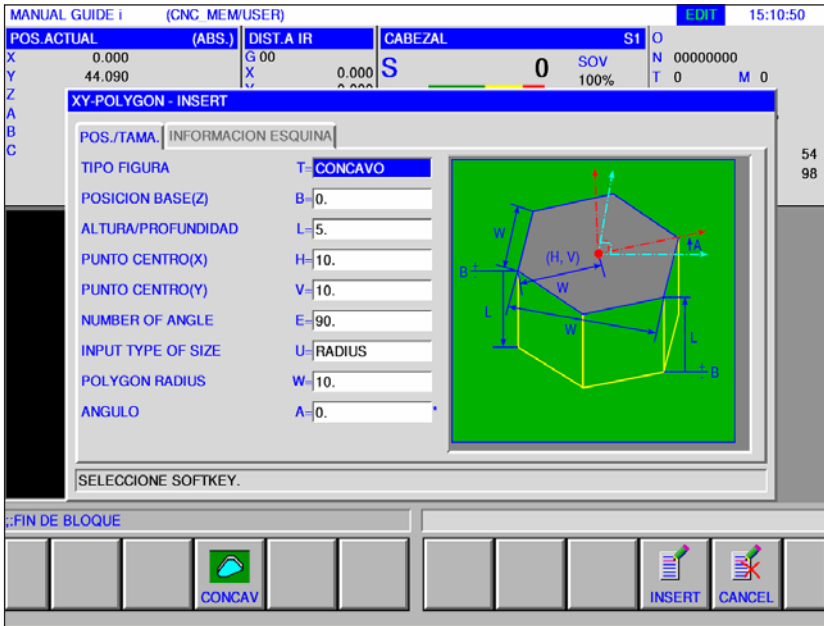 MANUAL GUIDE i (CNC_MEM/USER) EDIT 15:10:50
POS.ACTUAL (ABS.) DIST.A IR CABEZAL S1 O
X 0.000 G 00 S 0 SOV N 00000000
Y 44.090 X 0.000 100% T 0 M 0
Z
A
B
C
54
98
XY-POLYGON - INSERT
POS./TAMA. INFORMACION ESQUINA
TIPO FIGURA T= CONCAVO
POSICION BASE(Z) B= 0.
ALTURA/PROFUNDIDAD L= 5.
PUNTO CENTRO(X) H= 10.
PUNTO CENTRO(Y) V= 10.
NUMBER OF ANGLE E= 90.
INPUT TYPE OF SIZE U= RADIUS
POLYGON RADIUS W= 10.
ANGULO A= 0. °
W
A
(H, V)
B + -
W
L
W
L
+ - B
SELECCIONE SOFTKEY.
;:FIN DE BLOQUE
CONCAV INSERT CANCEL